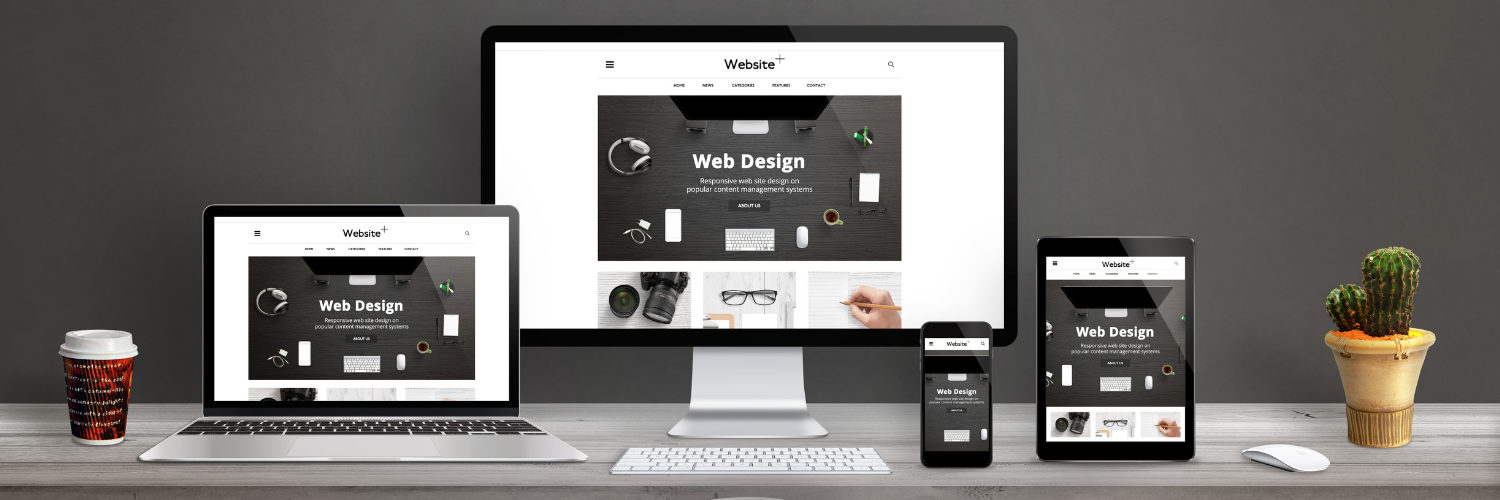 Website+
HOME NEWS CATEGORIES FEATURES CONTACT
Web Design
Responsive web site design on
popular content management systems
ABOUT US
Website+
HOME NEWS CATEGORIES FEATURES CONTACT
Web Design
Responsive web site design on
popular content management systems
ABOUT US
Website+
Web Design
Responsive web site design on
popular content management systems
ABOUT US
Website+
HOME NEWS CATEGORIES FEATURES CONTACT
Web Design
Responsive web site design on
popular content management systems
ABOUT US